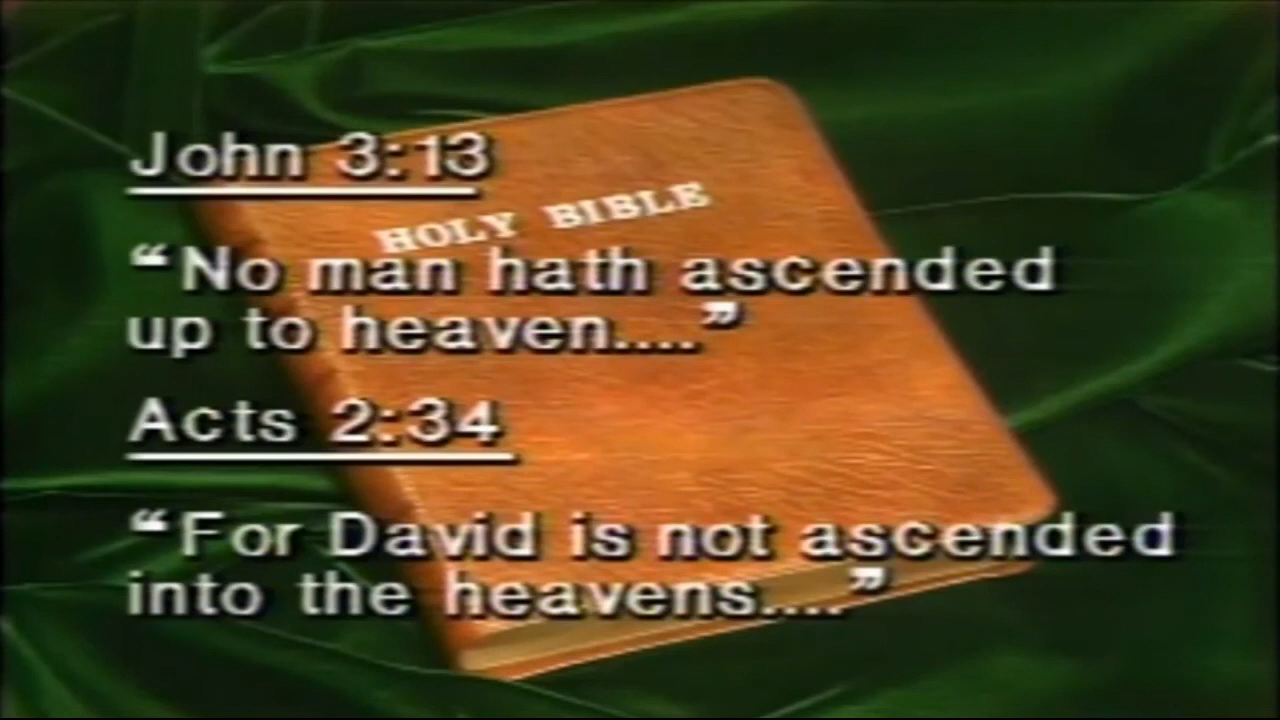 John 3:13
HOLY BIBLE
“No man hath ascended
up to heaven....”
Acts 2:34
“For David is not ascended
into the heavens....”